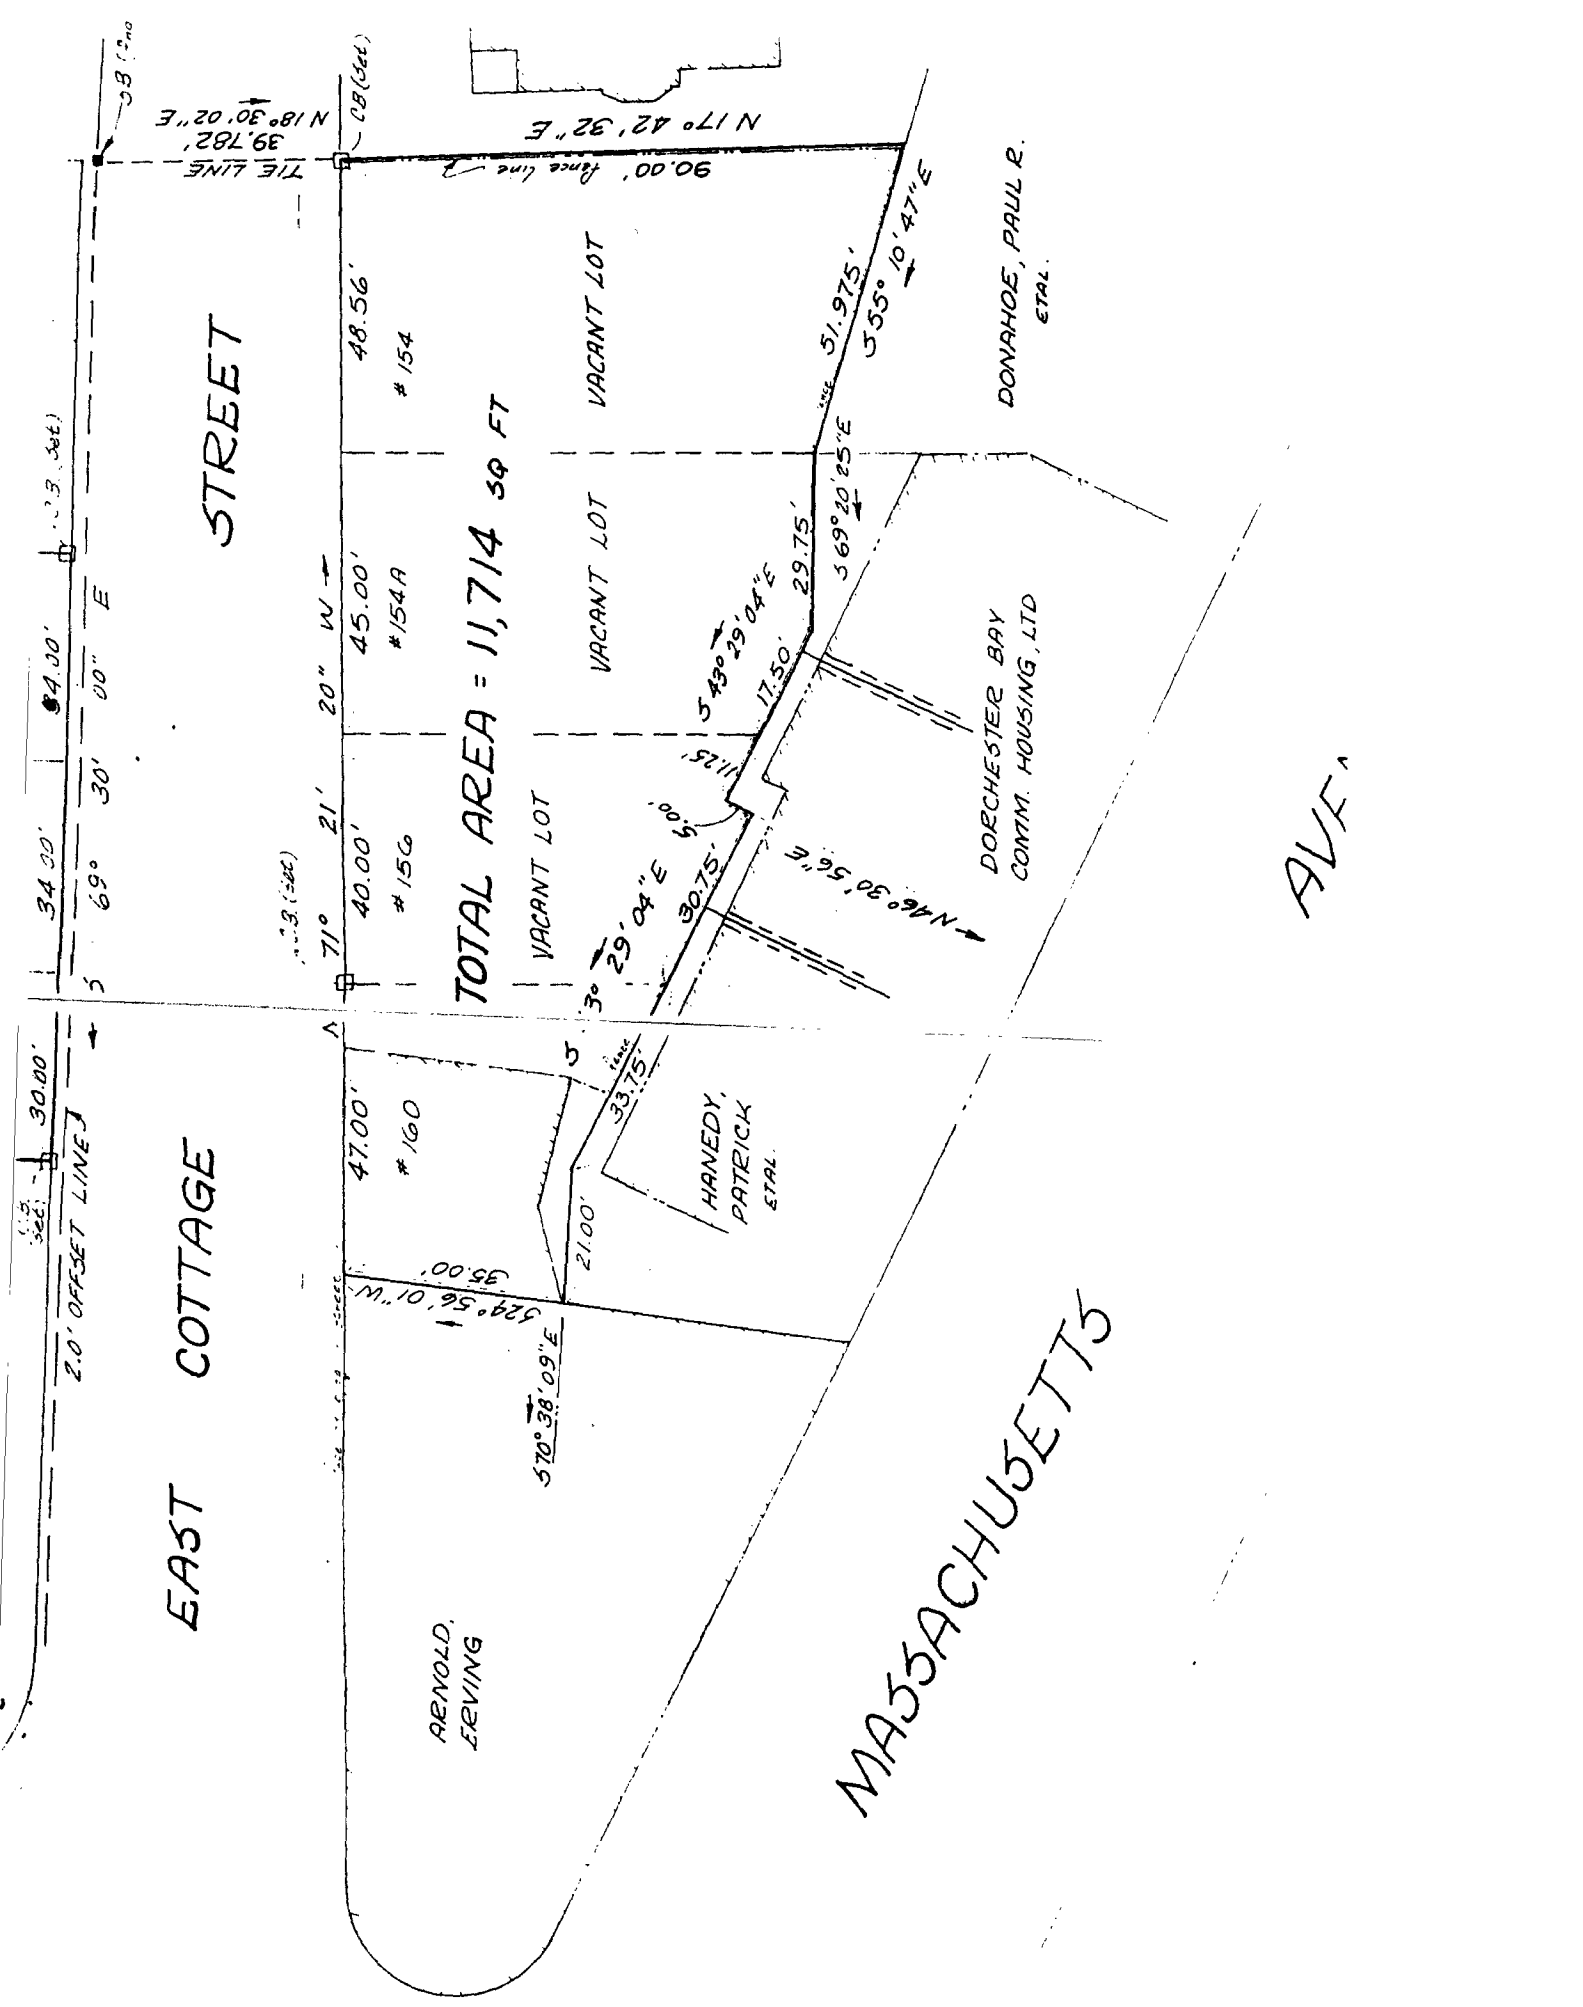 CB (Set)
TIE LINE
39.782'
N 18° 30' 02" E
N 17° 42' 32" E
90.00' fence line
34.00'
34.00'
30.00'
S 69° 30' 00" E
2.0' OFFSET LINE
EAST COTTAGE STREET
71° 21' 20" W
48.56'
# 154
VACANT LOT
45.00'
# 154A
VACANT LOT
40.00'
# 156
VACANT LOT
47.00'
# 160
TOTAL AREA = 11,714 SQ FT
51.975'
S 55° 10' 47" E
29.75'
S 69° 20' 25" E
17.50'
S 43° 29' 04" E
11.25'
5.00'
N 46° 30' 56" E
30.75'
3° 29' 04" E
33.75'
fence
21.00'
S 70° 38' 09" E
35.00'
S 24° 56' 01" W
DONAHOE, PAUL R.
ETAL.
DORCHESTER BAY
COMM. HOUSING, LTD
HANEDY,
PATRICK
ETAL.
ARNOLD,
ERVING
MASSACHUSETTS AVE